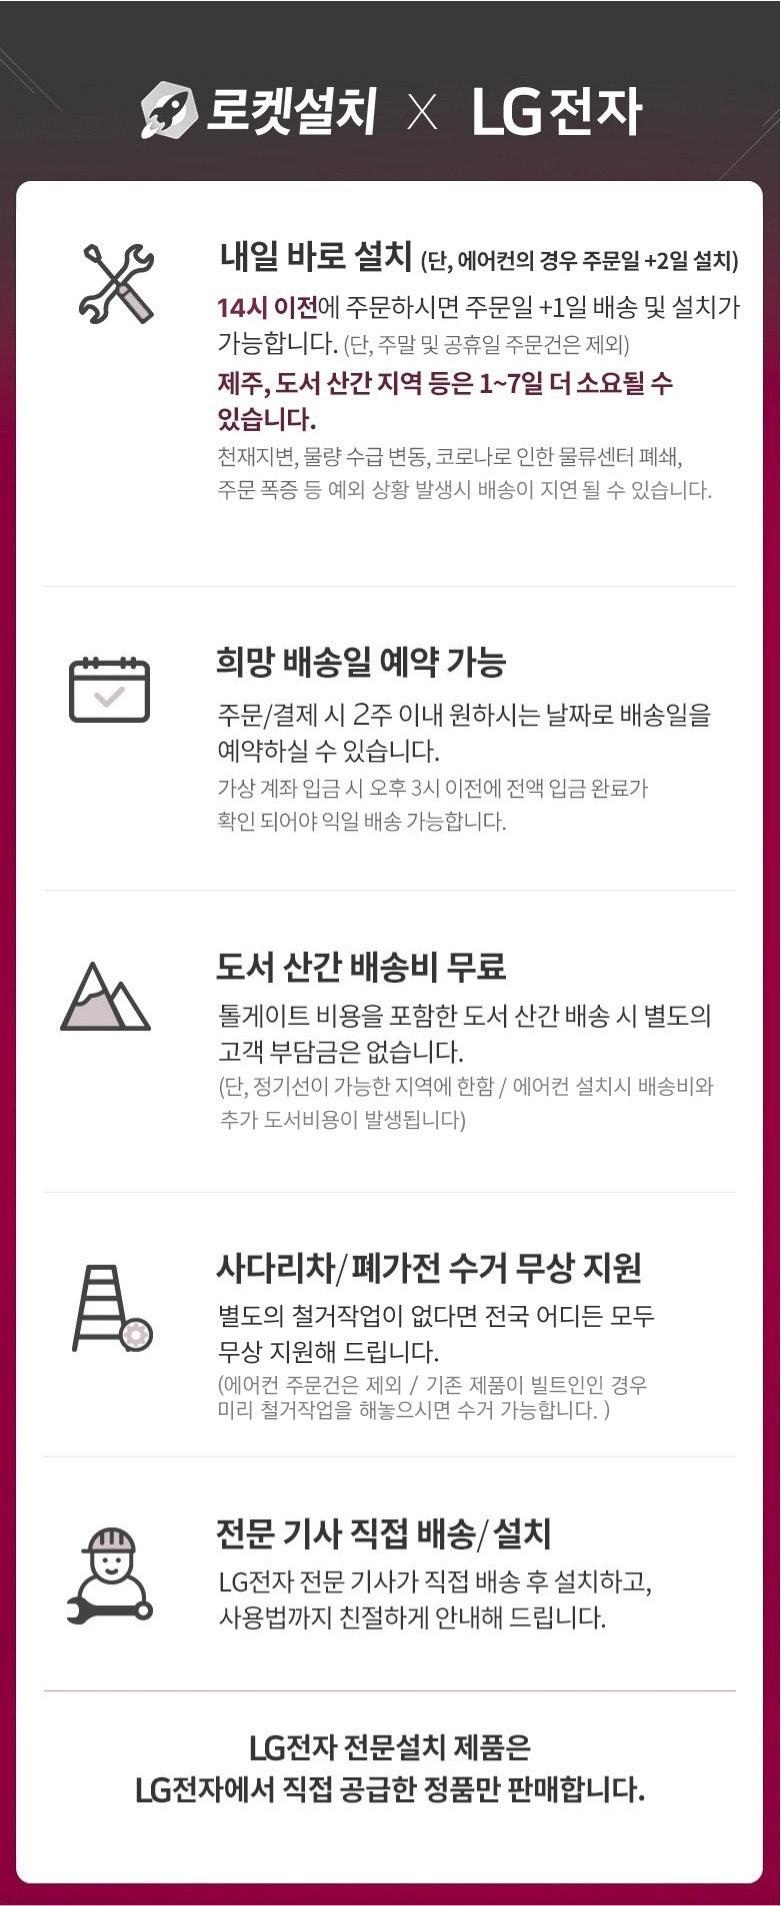 로켓설치 X LG전자
내일 바로 설치 (단, 에어컨의 경우 주문일 +2일 설치)
14시 이전에 주문하시면 주문일 +1일 배송 및 설치가
가능합니다. (단, 주말 및 공휴일 주문건은 제외)
제주, 도서 산간 지역 등은 1~7일 더 소요될 수
있습니다.
천재지변, 물량 수급 변동, 코로나로 인한 물류센터 폐쇄,
주문 폭증 등 예외 상황 발생시 배송이 지연 될 수 있습니다.
희망 배송일 예약 가능
주문/결제 시 2주 이내 원하시는 날짜로 배송일을
예약하실 수 있습니다.
가상 계좌 입금 시 오후 3시 이전에 전액 입금 완료가
확인 되어야 익일 배송 가능합니다.
도서 산간 배송비 무료
톨게이트 비용을 포함한 도서 산간 배송 시 별도의
고객 부담금은 없습니다.
(단, 정기선이 가능한 지역에 한함 / 에어컨 설치시 배송비와
추가 도서비용이 발생됩니다)
사다리차/폐가전 수거 무상 지원
별도의 철거작업이 없다면 전국 어디든 모두
무상 지원해 드립니다.
(에어컨 주문건은 제외 / 기존 제품이 빌트인인 경우
미리 철거작업을 해놓으시면 수거 가능합니다. )
전문 기사 직접 배송/설치
LG전자 전문 기사가 직접 배송 후 설치하고,
사용법까지 친절하게 안내해 드립니다.
LG전자 전문설치 제품은
LG전자에서 직접 공급한 정품만 판매합니다.